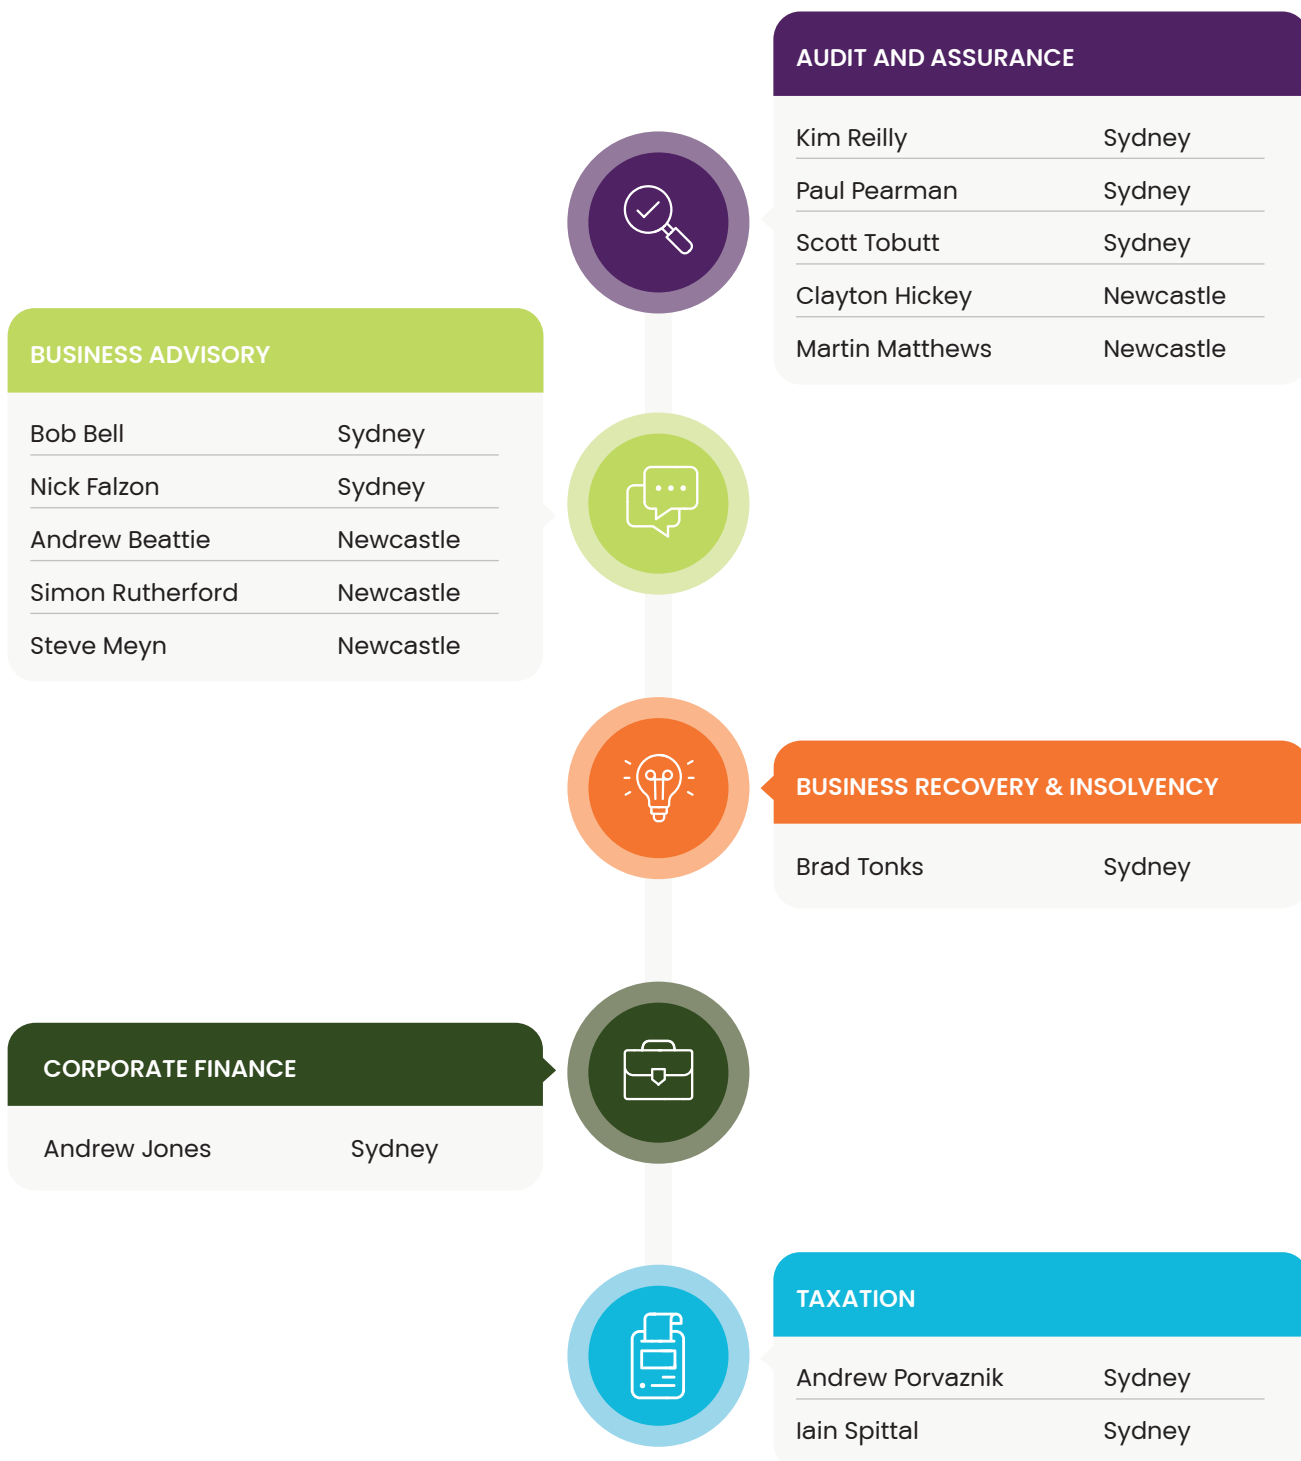 AUDIT AND ASSURANCE
Kim Reilly Sydney
Paul Pearman Sydney
Scott Tobutt Sydney
Clayton Hickey Newcastle
Martin Matthews Newcastle
BUSINESS ADVISORY
Bob Bell Sydney
Nick Falzon Sydney
Andrew Beattie Newcastle
Simon Rutherford Newcastle
Steve Meyn Newcastle
BUSINESS RECOVERY & INSOLVENCY
Brad Tonks Sydney
CORPORATE FINANCE
Andrew Jones Sydney
TAXATION
Andrew Porvaznik Sydney
Iain Spittal Sydney